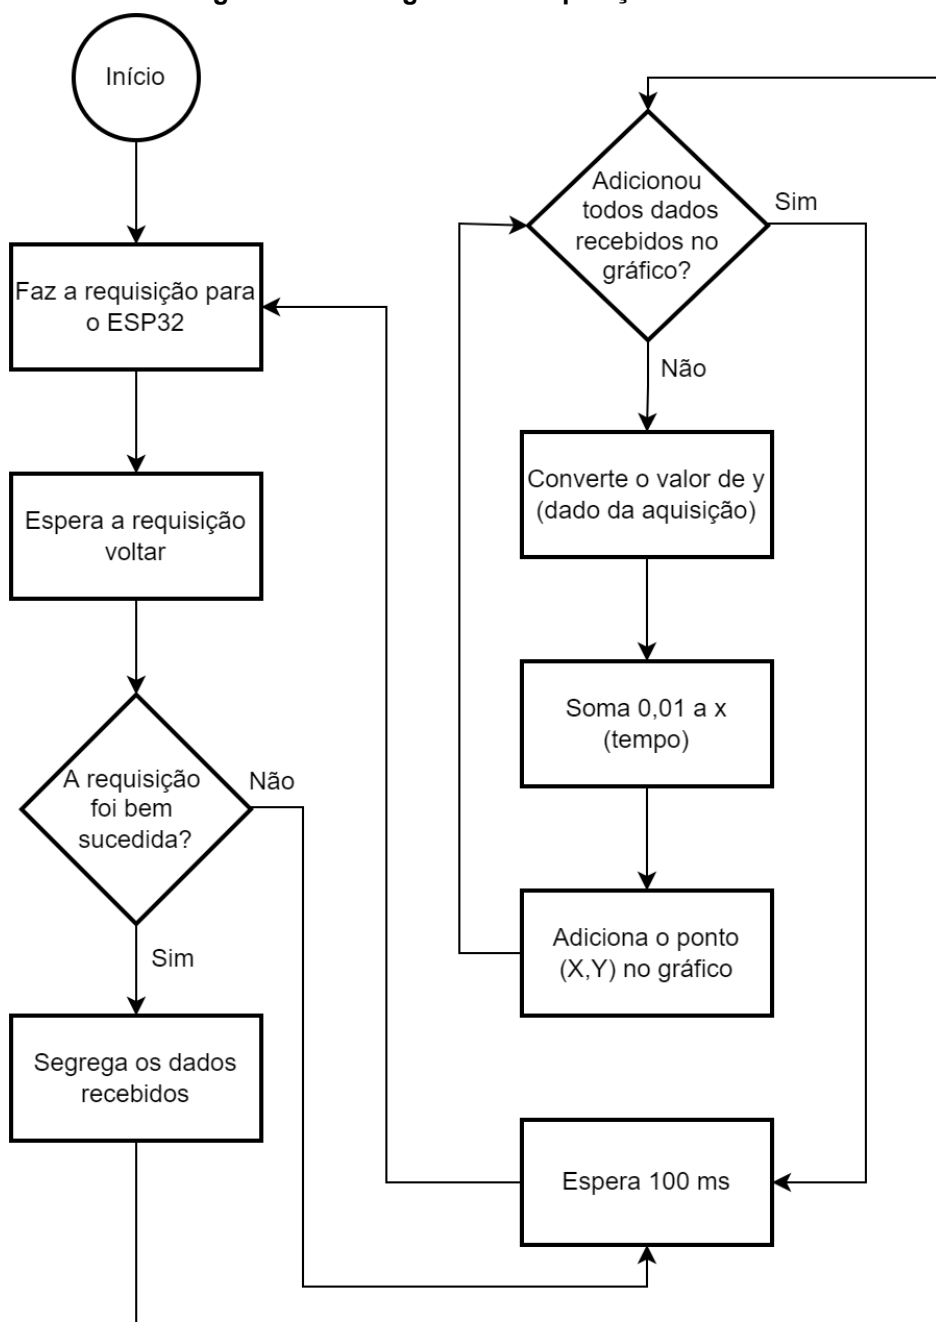 Início
Faz a requisição para
o ESP32
Espera a requisição
voltar
A requisição
foi bem
sucedida?
Não
Sim
Segrega os dados
recebidos
Adicionou
todos dados
recebidos no
gráfico?
Sim
Não
Converte o valor de y
(dado da aquisição)
Soma 0,01 a x
(tempo)
Adiciona o ponto
(X,Y) no gráfico
Espera 100 ms